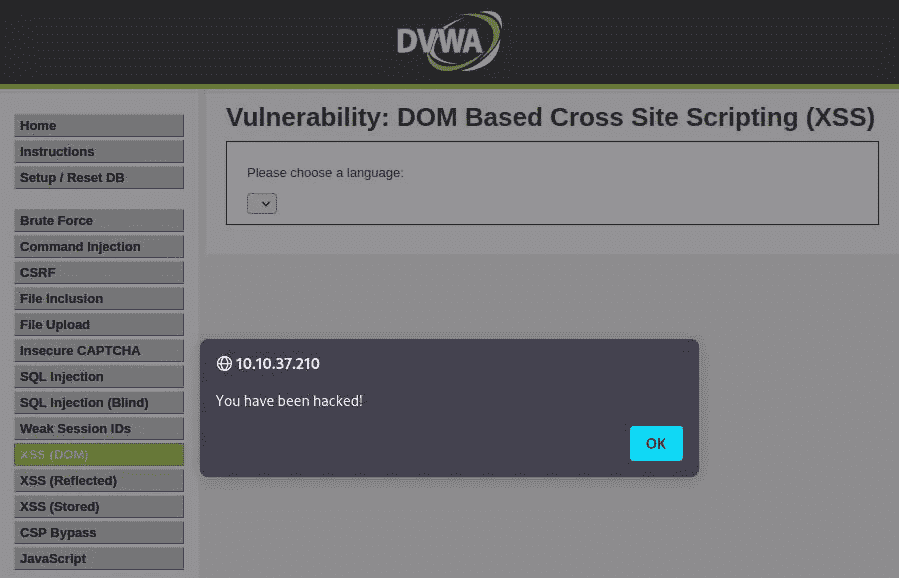 DVWA
Vulnerability: DOM Based Cross Site Scripting (XSS)
Please choose a language:
Home
Instructions
Setup / Reset DB
Brute Force
Command Injection
CSRF
File Inclusion
File Upload
Insecure CAPTCHA
SQL Injection
SQL Injection (Blind)
Weak Session IDs
XSS (DOM)
XSS (Reflected)
XSS (Stored)
CSP Bypass
JavaScript
10.10.37.210
You have been hacked!
OK